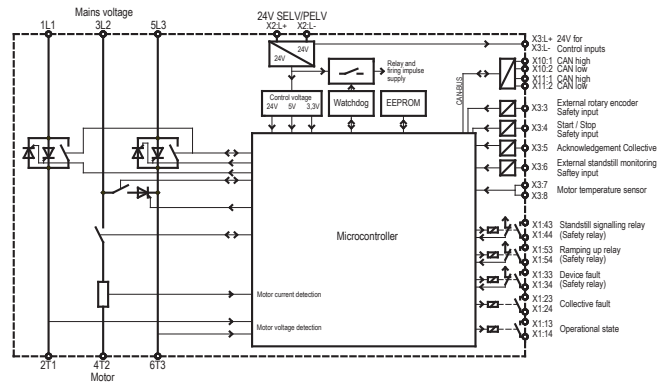 Mains voltage
1L1 3L2 5L3
24V SELV/PELV
X2:L+ X2:L-
24V
24V
Relay and
firing impulse
supply
Control voltage
24V 5V 3,3V
Watchdog
EEPROM
CAN-BUS
Microcontroller
Motor current detection
Motor voltage detection
2T1 4T2 6T3
Motor
X3:L+ 24V for
X3:L- Control inputs
X10:1 CAN high
X10:2 CAN low
X11:1 CAN high
X11:2 CAN low
X3:3 External rotary encoder
Safety input
X3:4 Start / Stop
Safety input
X3:5 Acknowledgement Collective
X3:6 External standstill monitoring
Saftey input
X3:7
X3:8 Motor temperature sensor
X1:43 Standstill signalling relay
X1:44 (Safety relay)
X1:53 Ramping up relay
X1:54 (Safety relay)
X1:33 Device fault
X1:34 (Safety relay)
X1:23
X1:24 Collective fault
X1:13
X1:14 Operational state